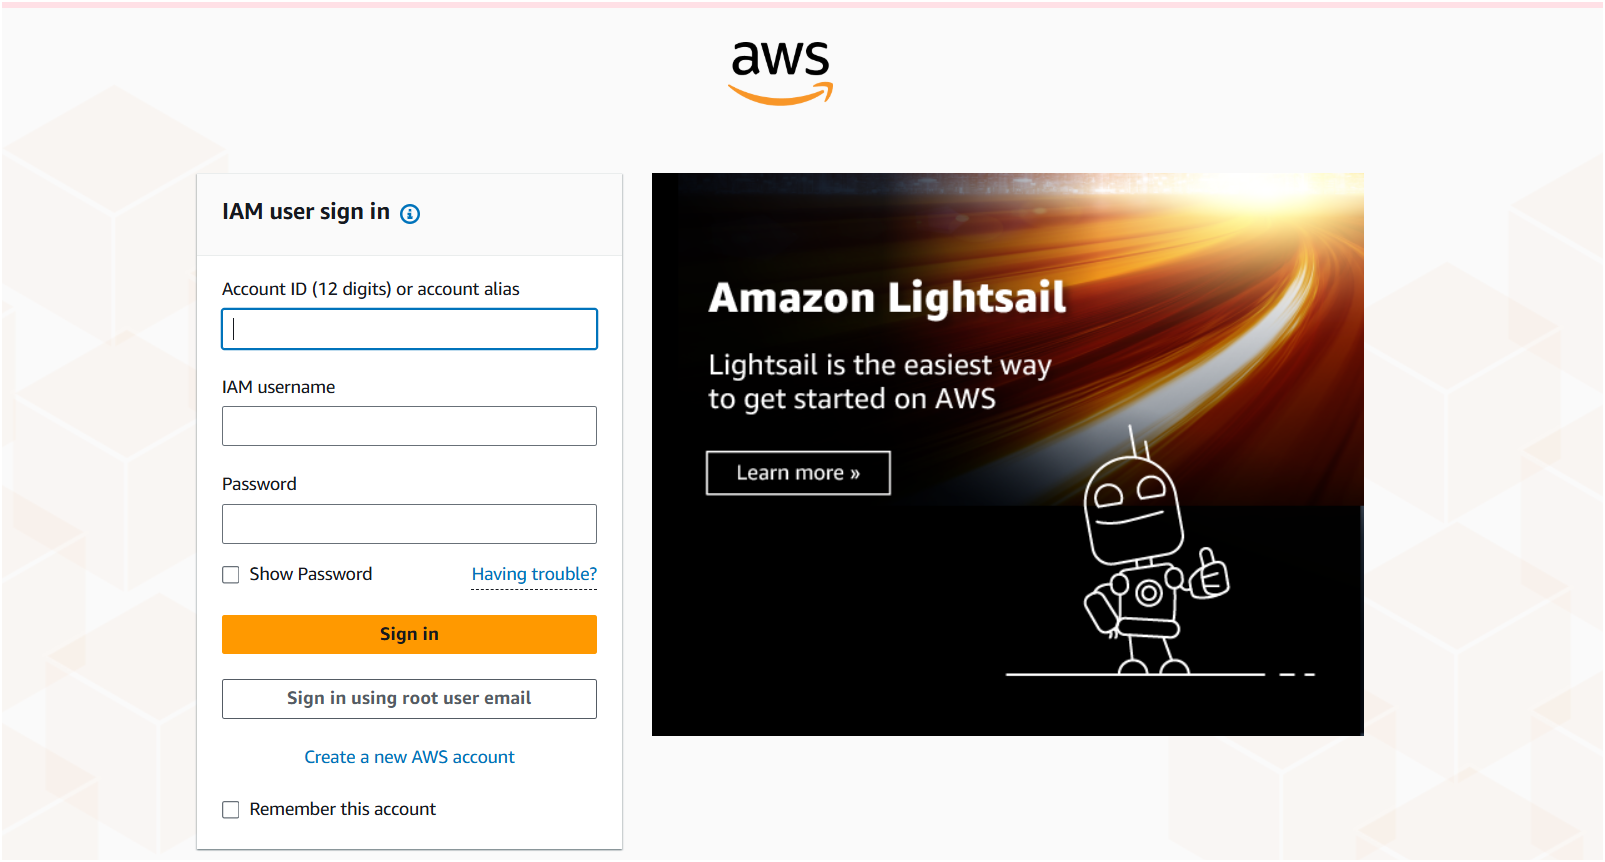 aws
IAM user sign in
Account ID (12 digits) or account alias
IAM username
Password
Show Password
Having trouble?
Sign in
Sign in using root user email
Create a new AWS account
Remember this account
Amazon Lightsail
Lightsail is the easiest way
to get started on AWS
Learn more »